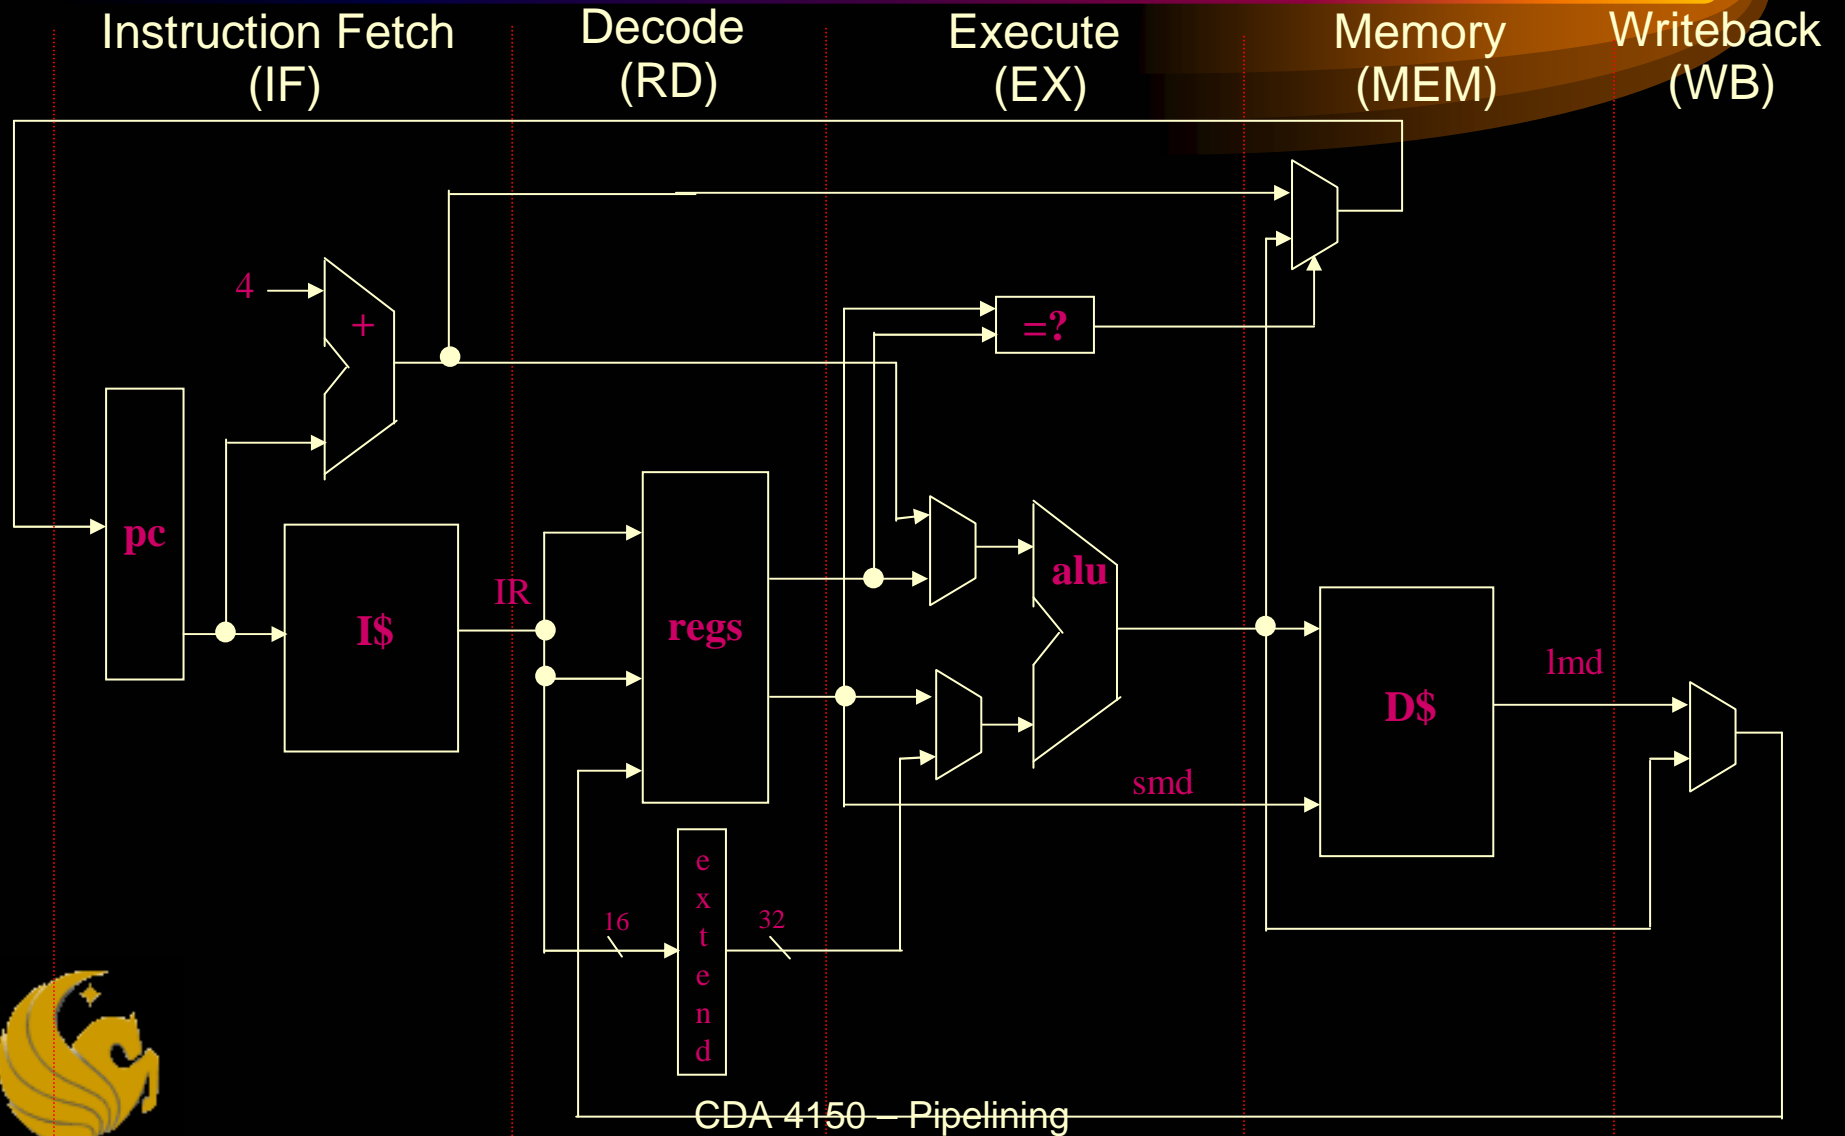 Instruction Fetch
(IF)
Decode
(RD)
Execute
(EX)
Memory
(MEM)
Writeback
(WB)
4
+
=?
pc
I$
IR
regs
alu
D$
lmd
smd
16
32
e
x
t
e
n
d
CDA 4150 – Pipelining